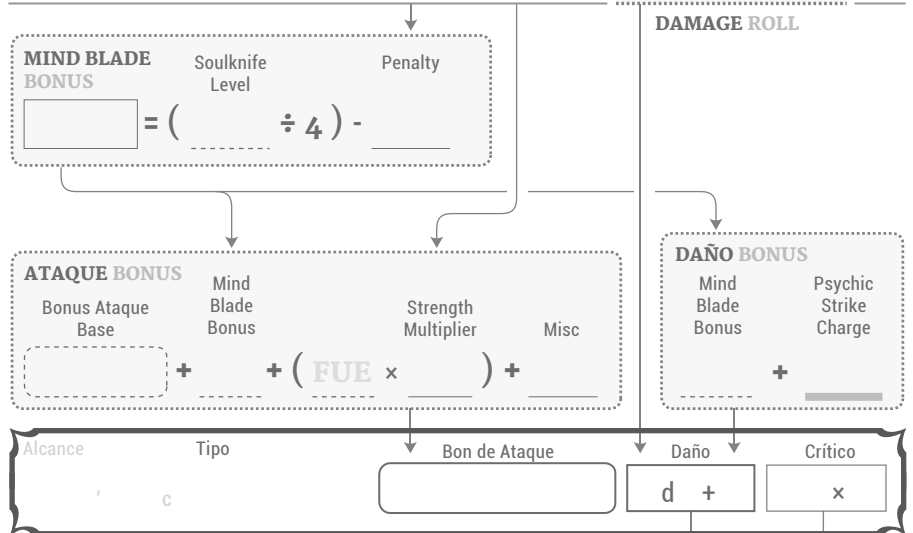 DAMAGE ROLL
MIND BLADE
BONUS
Soulknife
Level
Penalty
= ( ÷ 4 ) -
ATAQUE BONUS
Bonus Ataque
Base
Mind
Blade
Bonus
Strength
Multiplier
Misc
+ + ( FUE × ) +
DAÑO BONUS
Mind
Blade
Bonus
Psychic
Strike
Charge
+
Alcance
Tipo
Bon de Ataque
Daño
Crítico
' c
d +
×